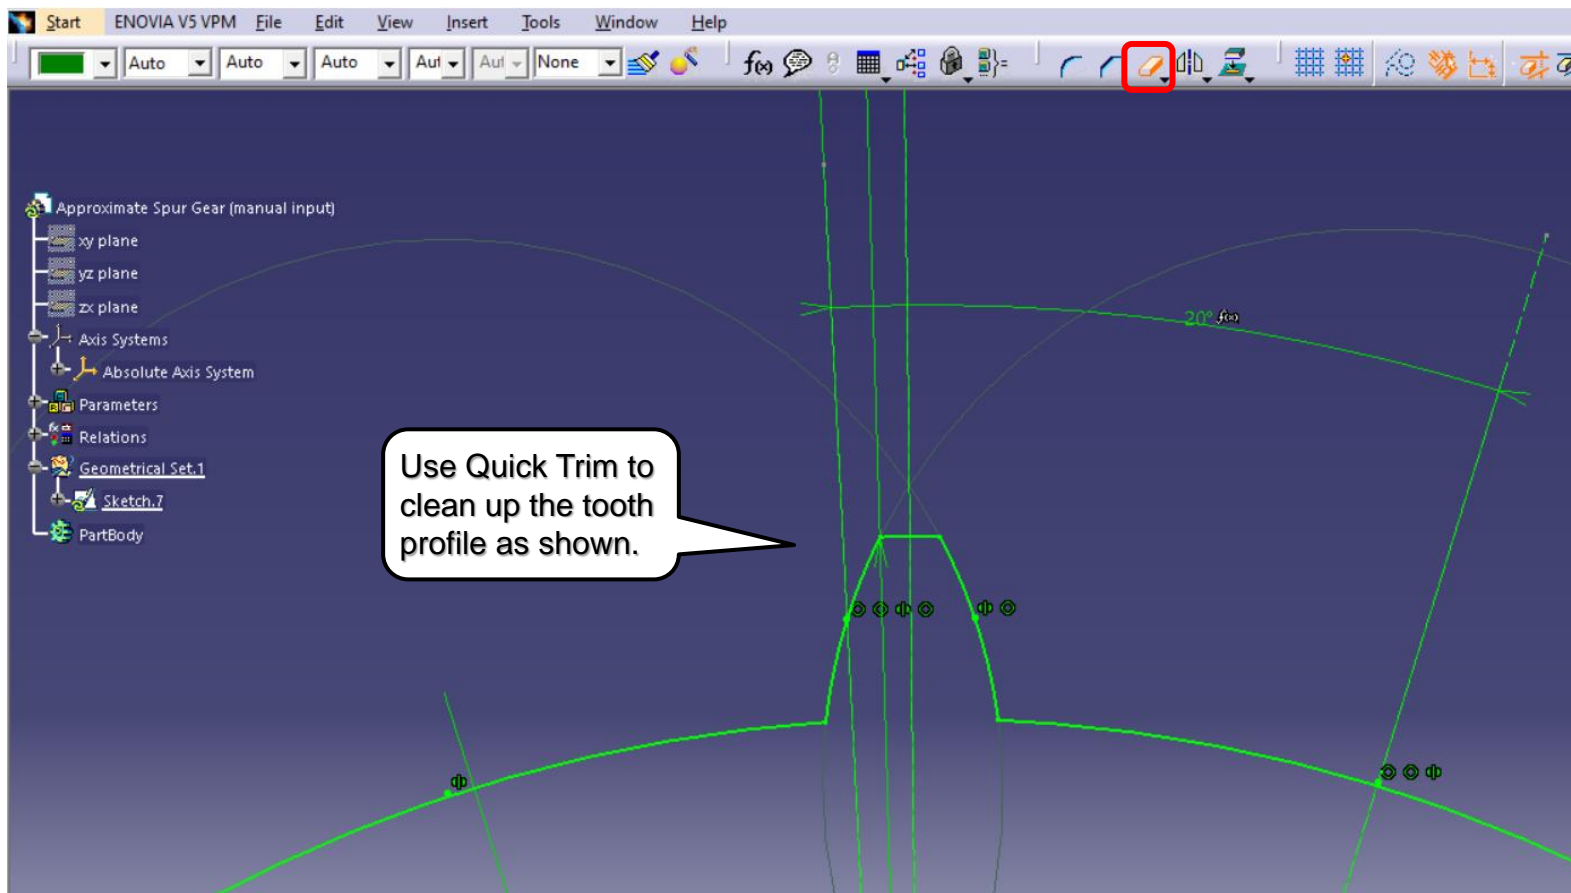 Start ENOVIA V5 VPM File Edit View Insert Tools Window Help
Auto Auto Auto Aut Aut None f(x)
Approximate Spur Gear (manual input)
xy plane
yz plane
zx plane
20° f(x)
Axis Systems
Absolute Axis System
Parameters
Relations
Geometrical Set.1
Sketch.7
PartBody
Use Quick Trim to
clean up the tooth
profile as shown.